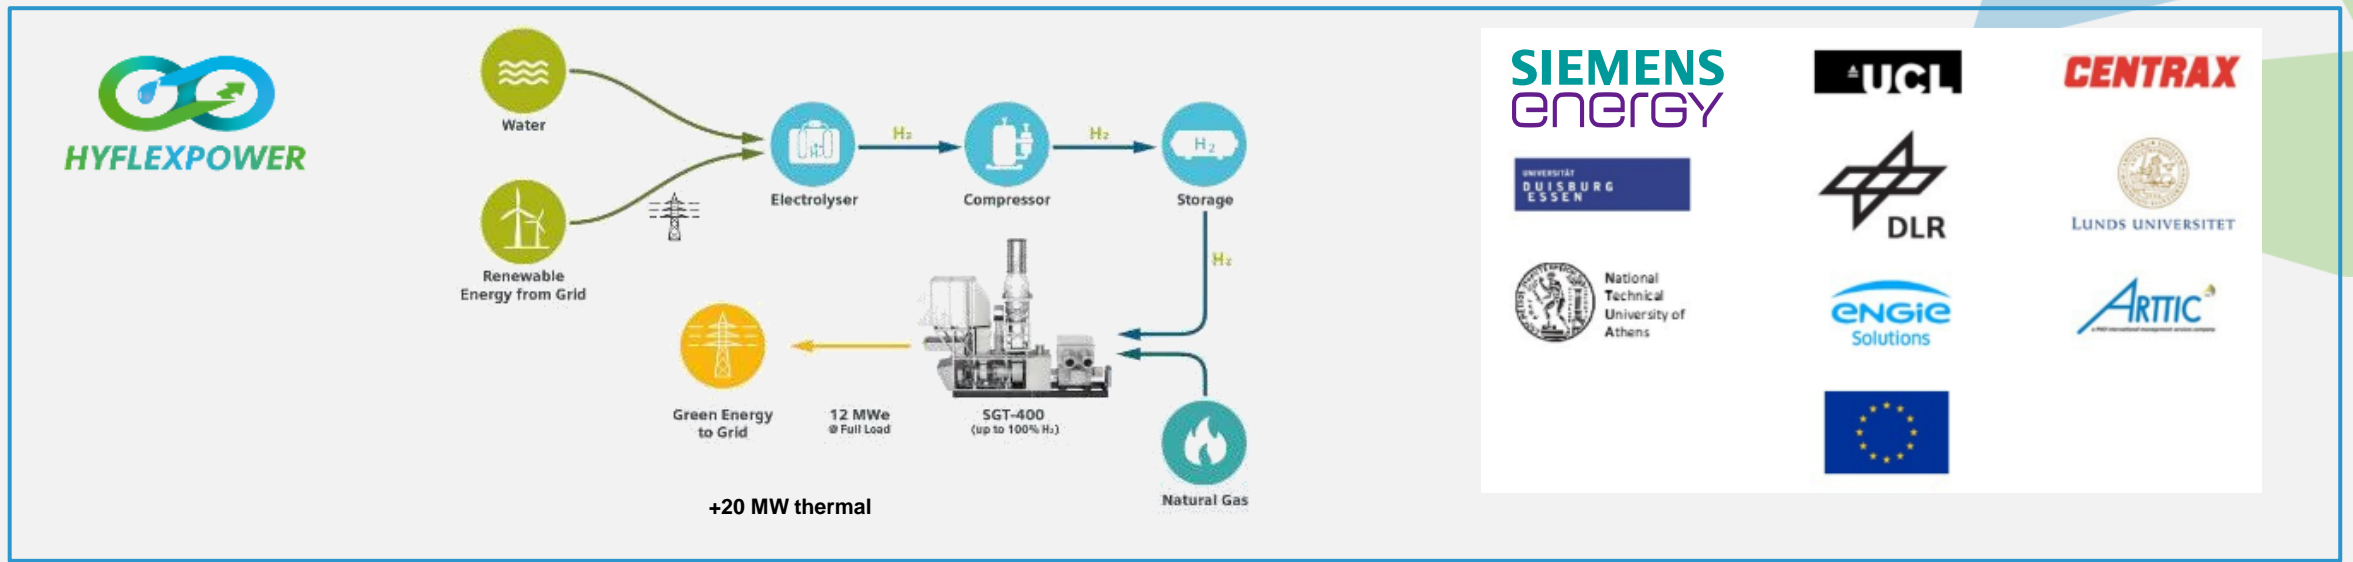 HYFLEXPOWER
Water
Renewable
Energy from Grid
Electrolyser
H₂
Compressor
H₂
H₂
Storage
H₂
Green Energy
to Grid
12 MWe
@ Full Load
SGT-400
(up to 100% H₂)
Natural Gas
+20 MW thermal
SIEMENS
energy
UCL
CENTRAX
UNIVERSITÄT
DUISBURG
ESSEN
DLR
LUNDS UNIVERSITET
National
Technical
University of
Athens
ENGIE
Solutions
ARTTIC